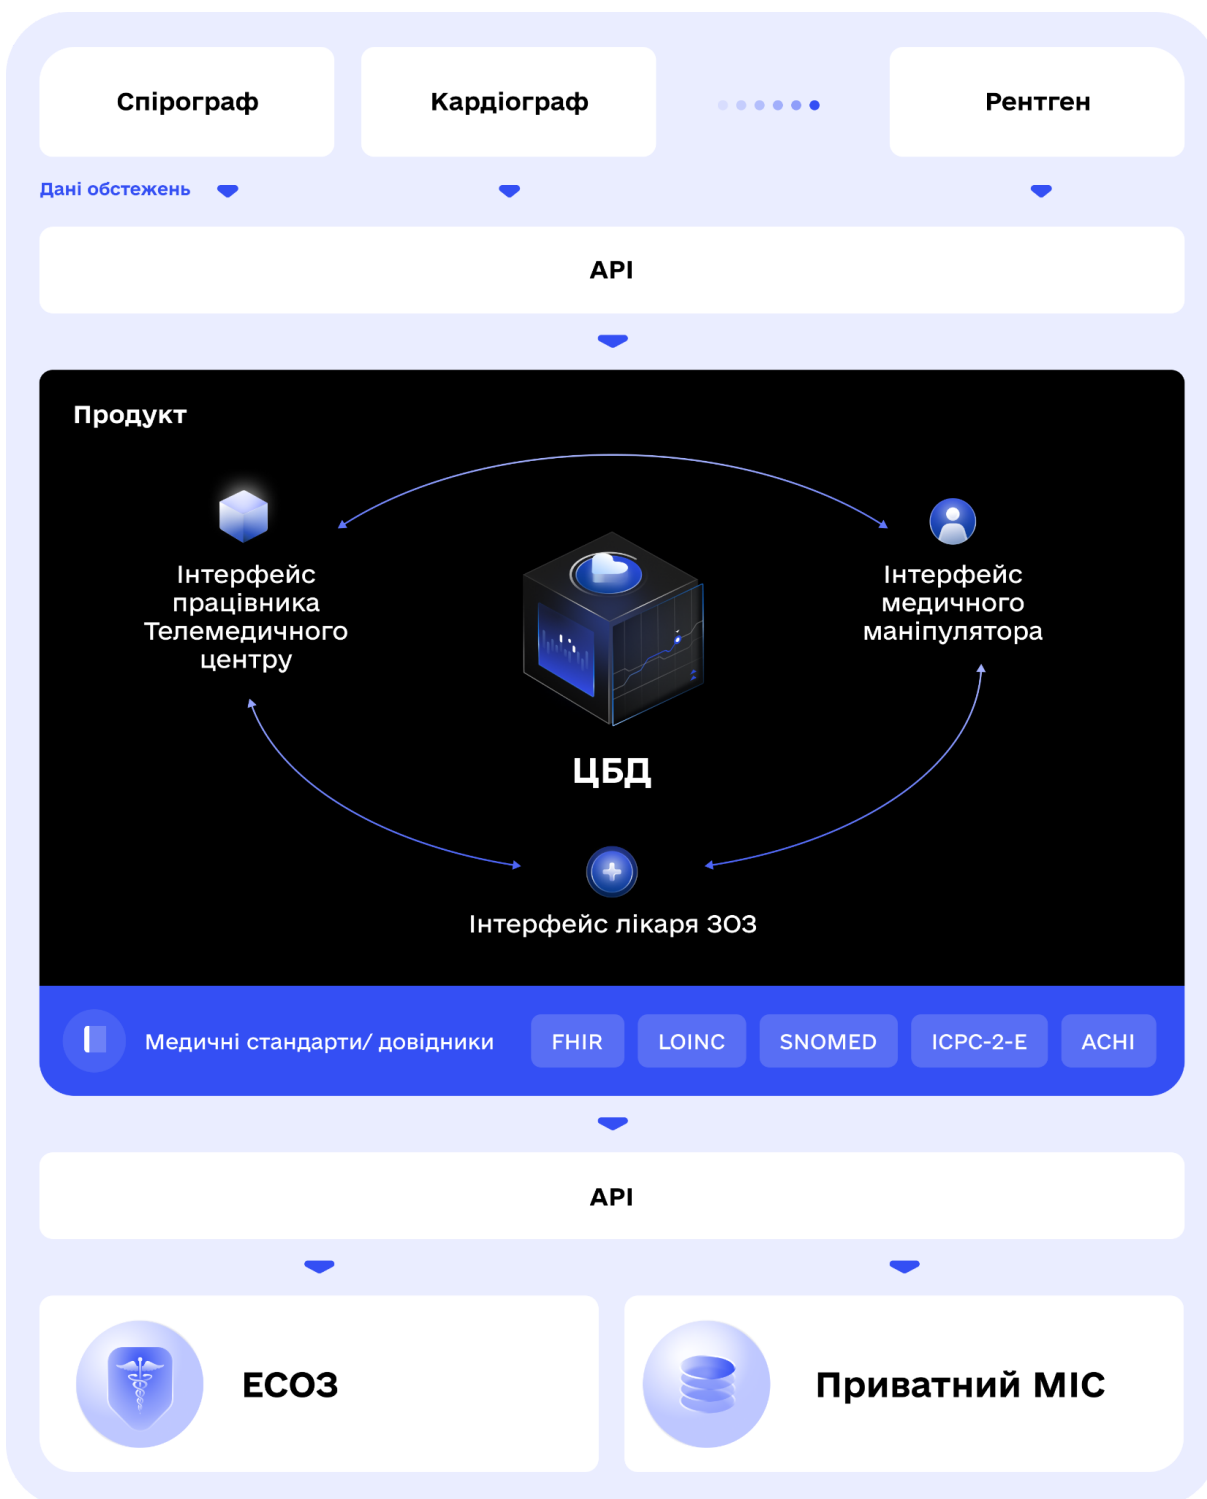 Спірограф
Кардіограф
Рентген
Дані обстежень
API
Продукт
Інтерфейс
працівника
Телемедичного
центру
Інтерфейс
медичного
маніпулятора
ЦБД
Інтерфейс лікаря ЗОЗ
Медичні стандарти/ довідники
FHIR
LOINC
SNOMED
ICPC-2-E
ACHI
API
ЕСОЗ
Приватний МІС